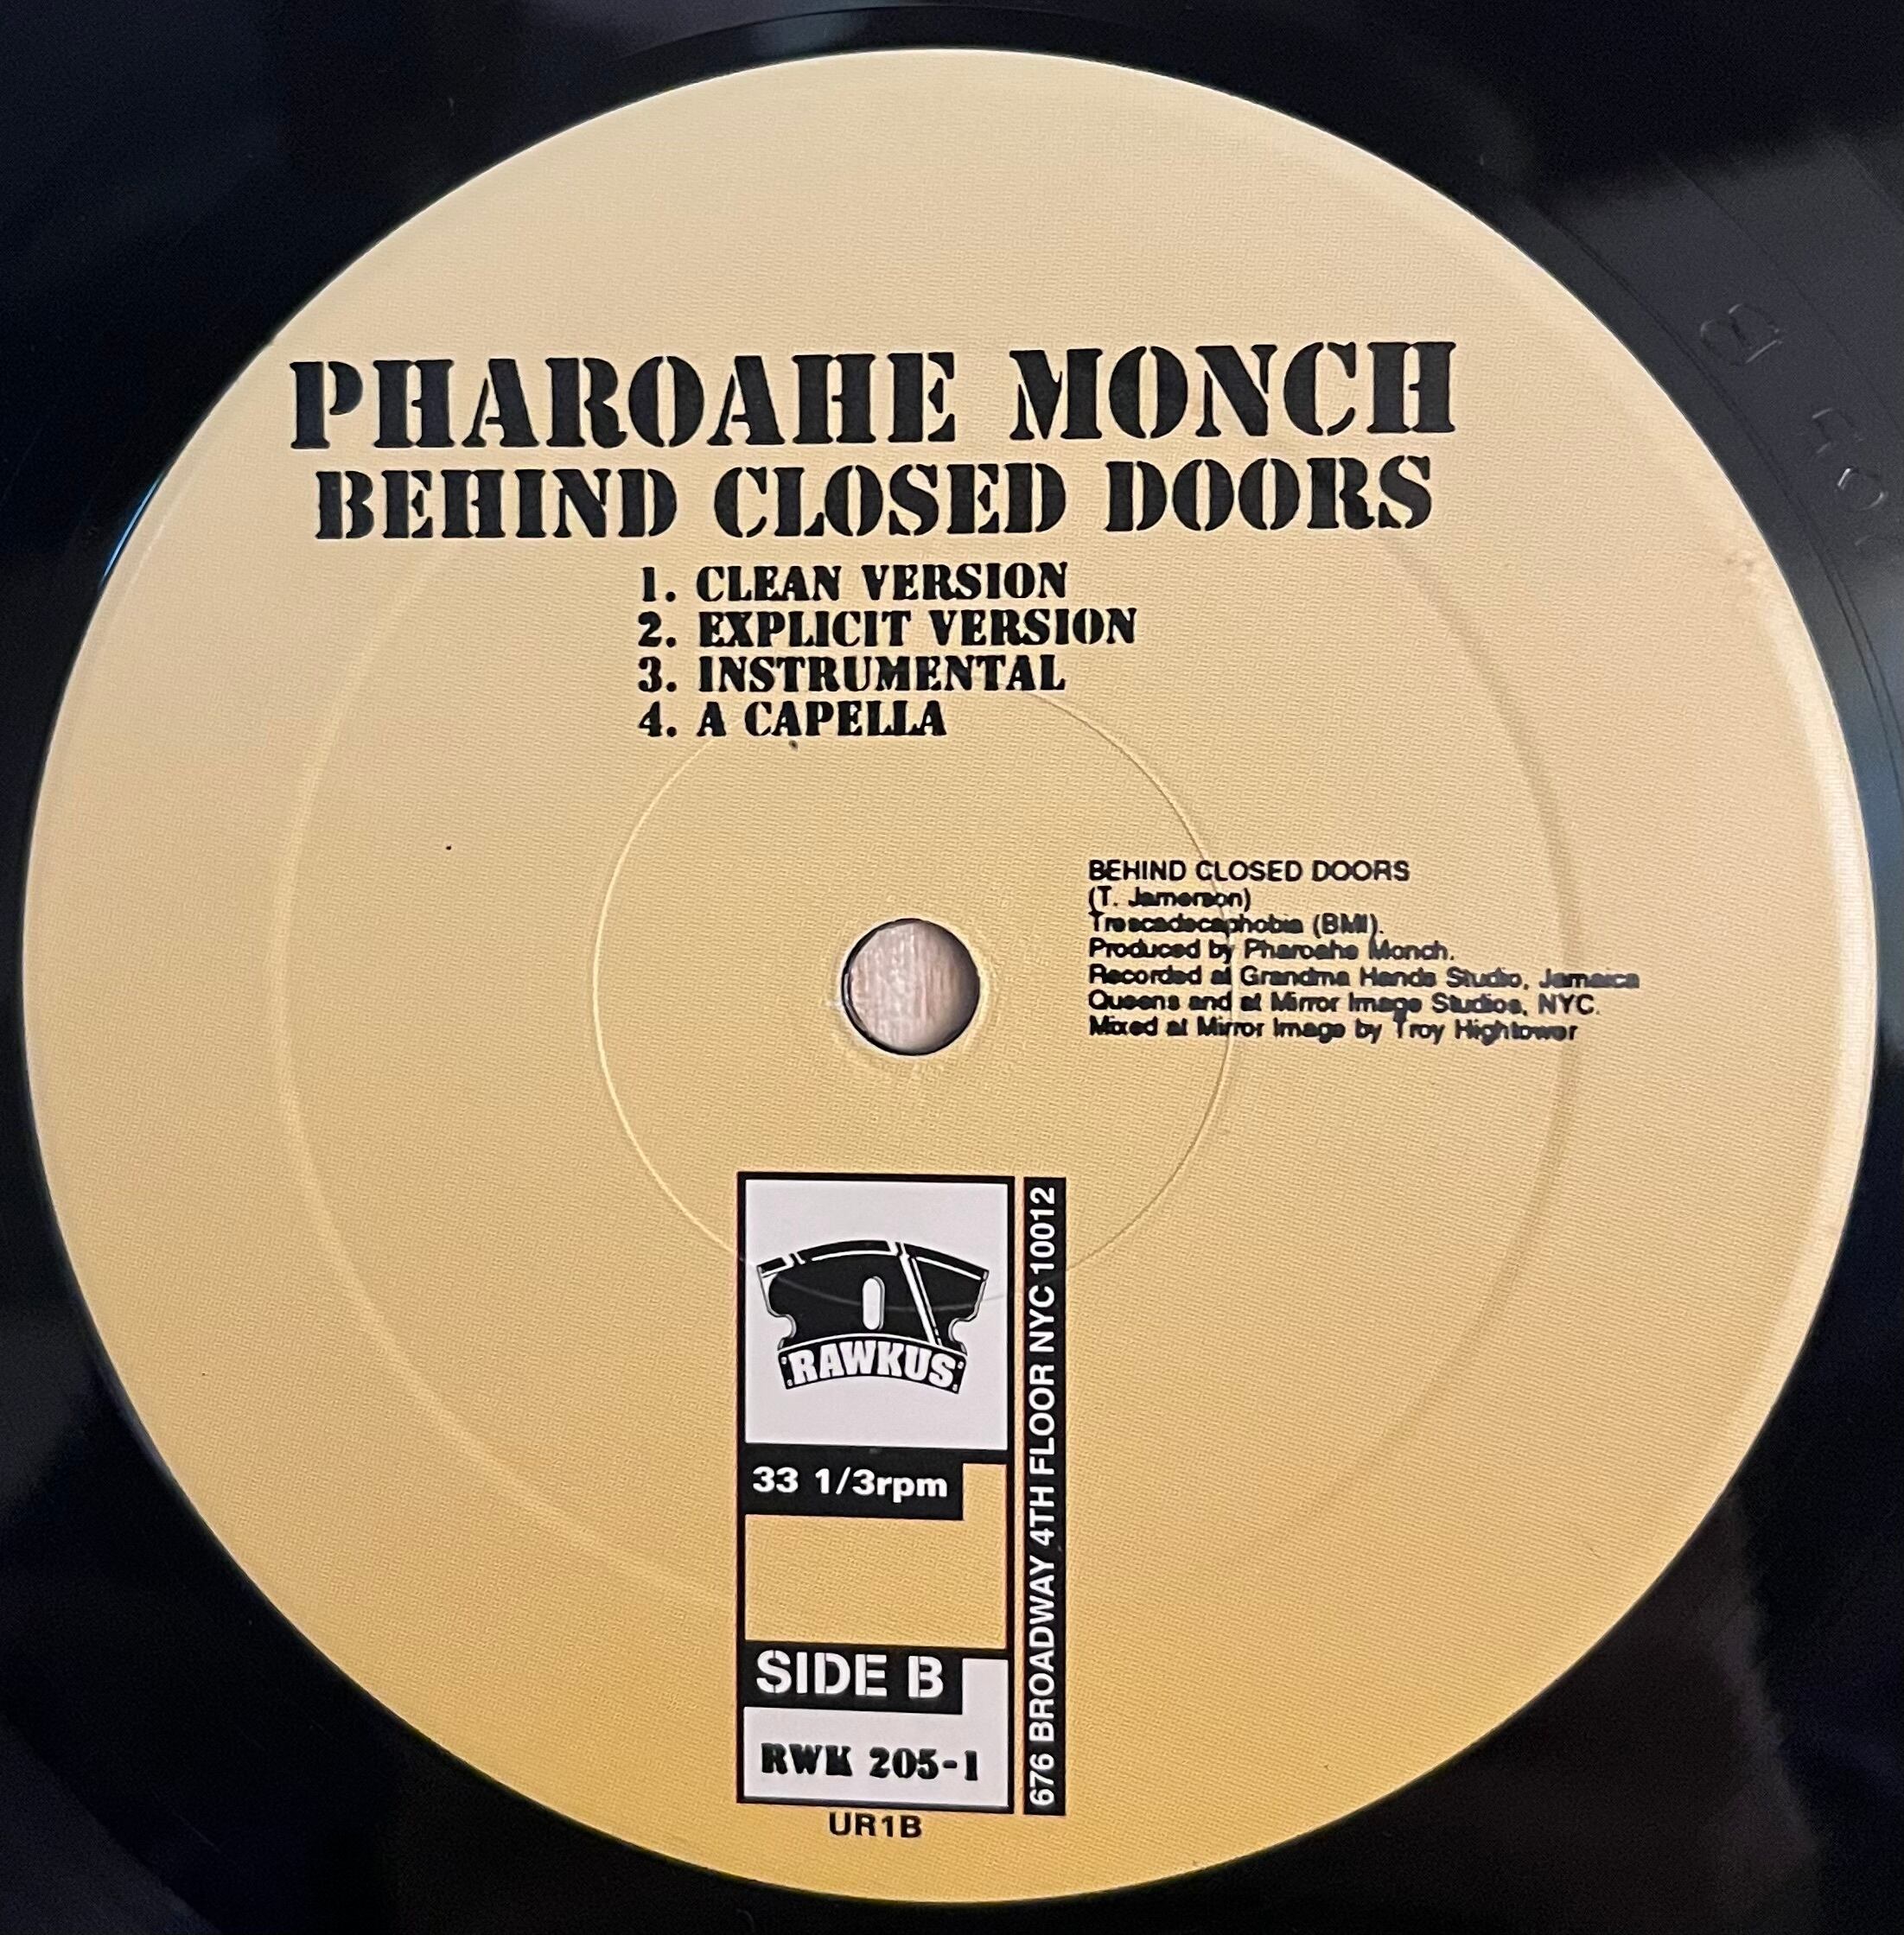 PHAROAHE MONCH
BEHIND CLOSED DOORS
1. CLEAN VERSION
2. EXPLICIT VERSION
3. INSTRUMENTAL
4. A CAPELLA
BEHIND CLOSED DOORS
(T. Jamerson)
Trescadecaphobia (BMI).
Produced by Pharoahe Monch.
Recorded at Grandma Hands Studio, Jamaica
Queens and at Mirror Image Studios, NYC.
Mixed at Mirror Image by Troy Hightower
RAWKUS
33 1/3rpm
SIDE B
RWK 205-1
UR1B
676 BROADWAY 4TH FLOOR NYC 10012